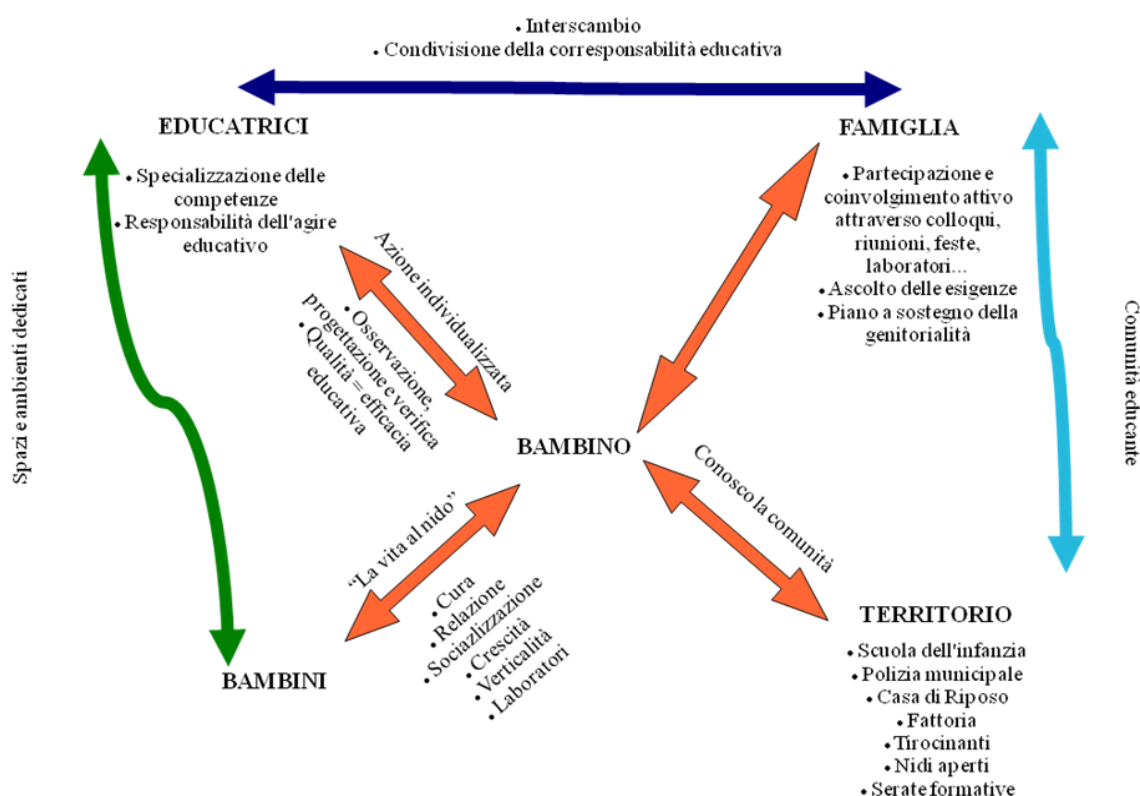 • Interscambio
• Condivisione della corresponsabilità educativa
EDUCATRICI
• Specializzazione delle
competenze
• Responsabilità dell'agire
educativo
FAMIGLIA
• Partecipazione e
coinvolgimento attivo
attraverso colloqui,
riunioni, feste,
laboratori...
• Ascolto delle esigenze
• Piano a sostegno della
genitorialità
Spazi e ambienti dedicati
Azione individualizzata
• Osservazione,
progettazione e verifica
• Qualità = efficacia
educativa
Comunità educante
BAMBINO
Conosco la comunità
“La vita al nido”
• Cura
• Relazione
• Sociazlizzazione
• Crescità
• Verticalità
• Laboratori
BAMBINI
TERRITORIO
• Scuola dell'infanzia
• Polizia municipale
• Casa di Riposo
• Fattoria
• Tirocinanti
• Nidi aperti
• Serate formative